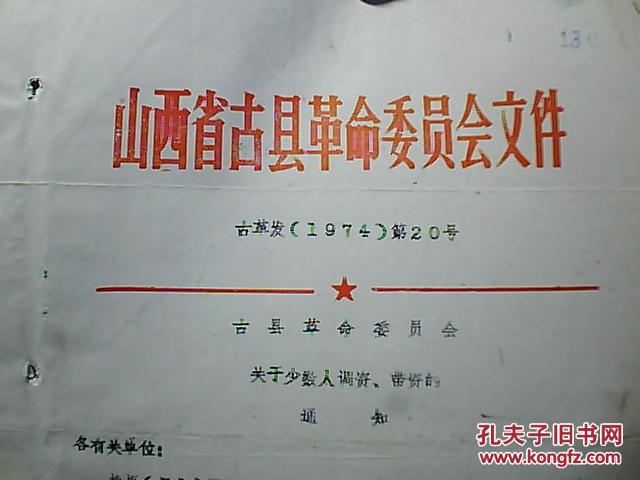 13
山西省古县革命委员会文件
古革发(1974)第20号
古县革命委员会
关于少数人调资、带资的
通 知
各有关单位：
孔夫子旧书网
www.kongfz.com